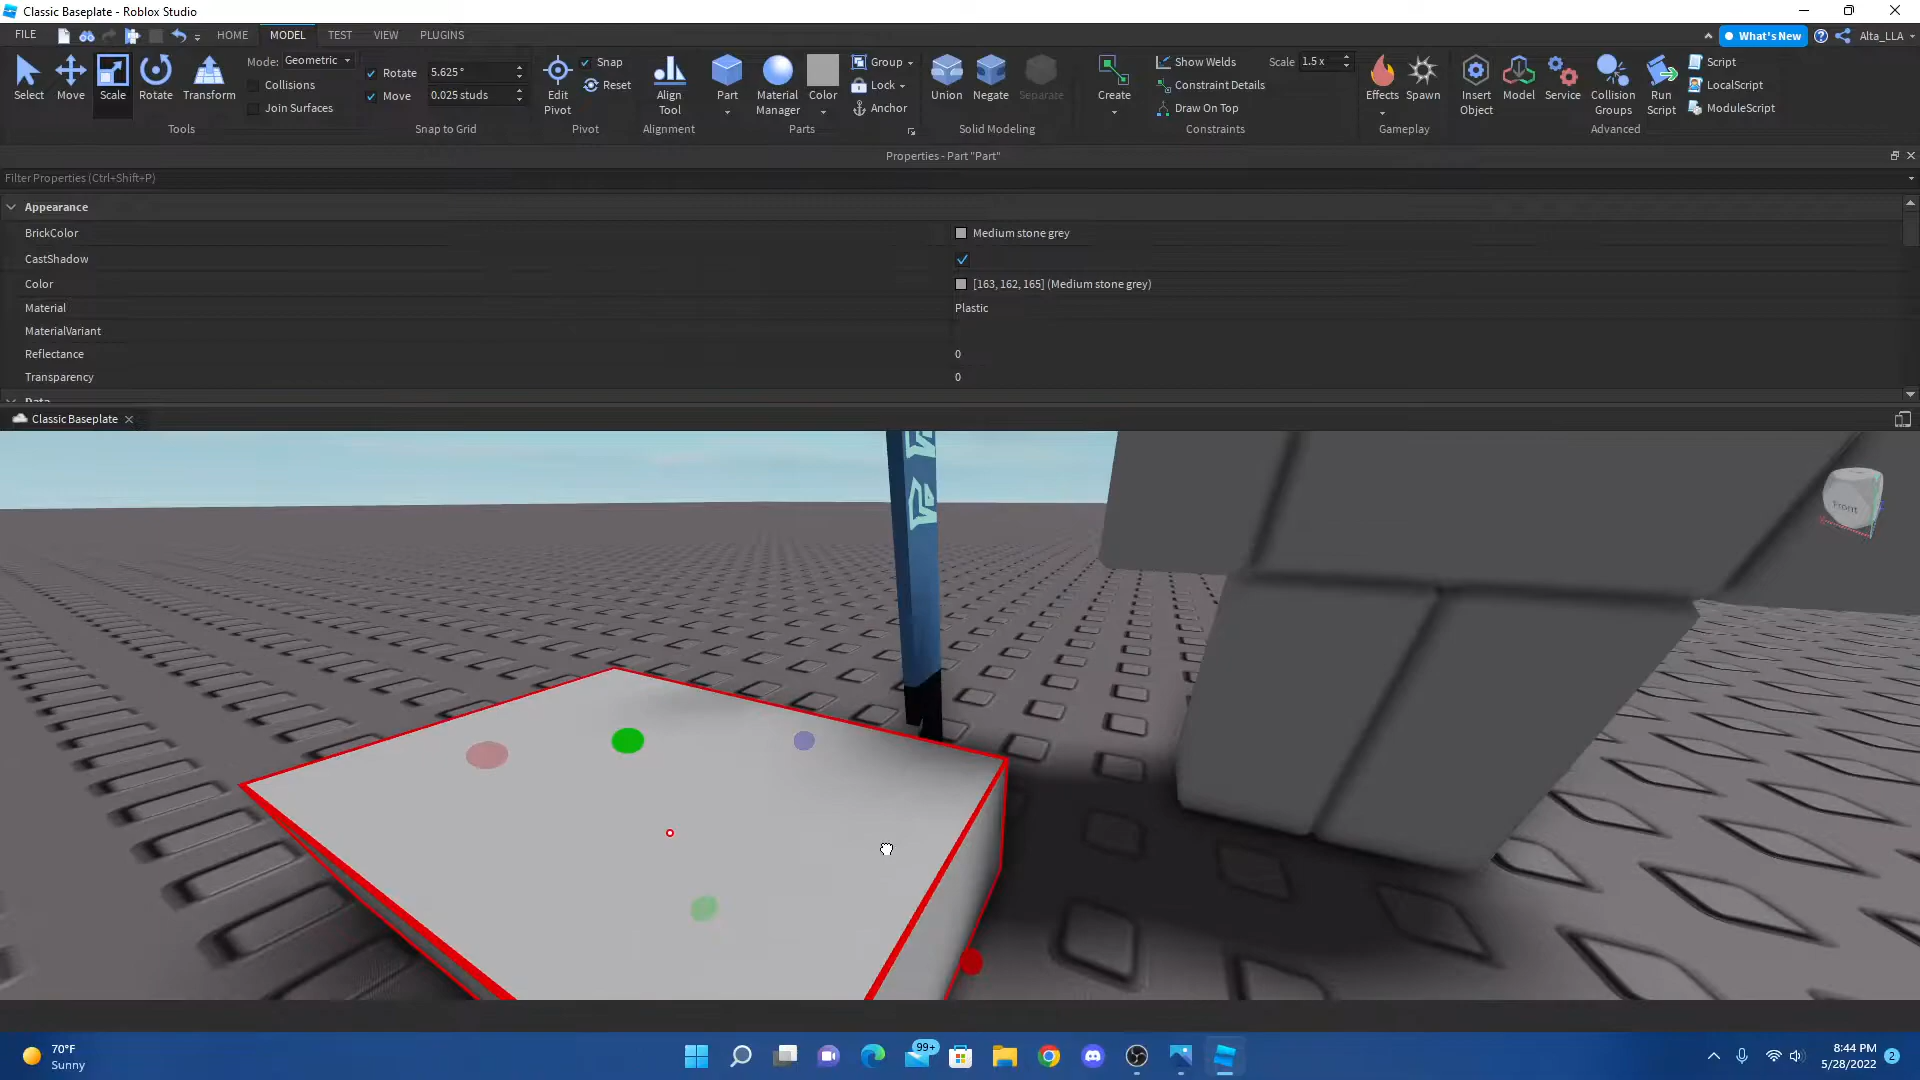 Classic Baseplate - Roblox Studio
FILE HOME MODEL TEST VIEW PLUGINS What's New Alta_LLA
Select Move Scale Rotate Transform
Mode: Geometric
Collisions
Join Surfaces
Tools
Rotate 5.625 °
Move 0.025 studs
Snap to Grid
Edit Pivot
Snap
Reset
Pivot
Align Tool
Alignment
Part
Material Manager
Color
Group
Lock
Anchor
Parts
Union Negate Separate
Solid Modeling
Create
Show Welds
Scale 1.5 x
Constraint Details
Draw On Top
Constraints
Effects Spawn
Gameplay
Insert Object
Model
Service
Collision Groups
Run Script
Script
LocalScript
ModuleScript
Advanced
Properties - Part "Part"
Filter Properties (Ctrl+Shift+P)
Appearance
BrickColor Medium stone grey
CastShadow
Color [163, 162, 165] (Medium stone grey)
Material Plastic
MaterialVariant
Reflectance 0
Transparency 0
Data
Classic Baseplate
Front
70°F
Sunny
99+
8:44 PM
5/28/2022
2